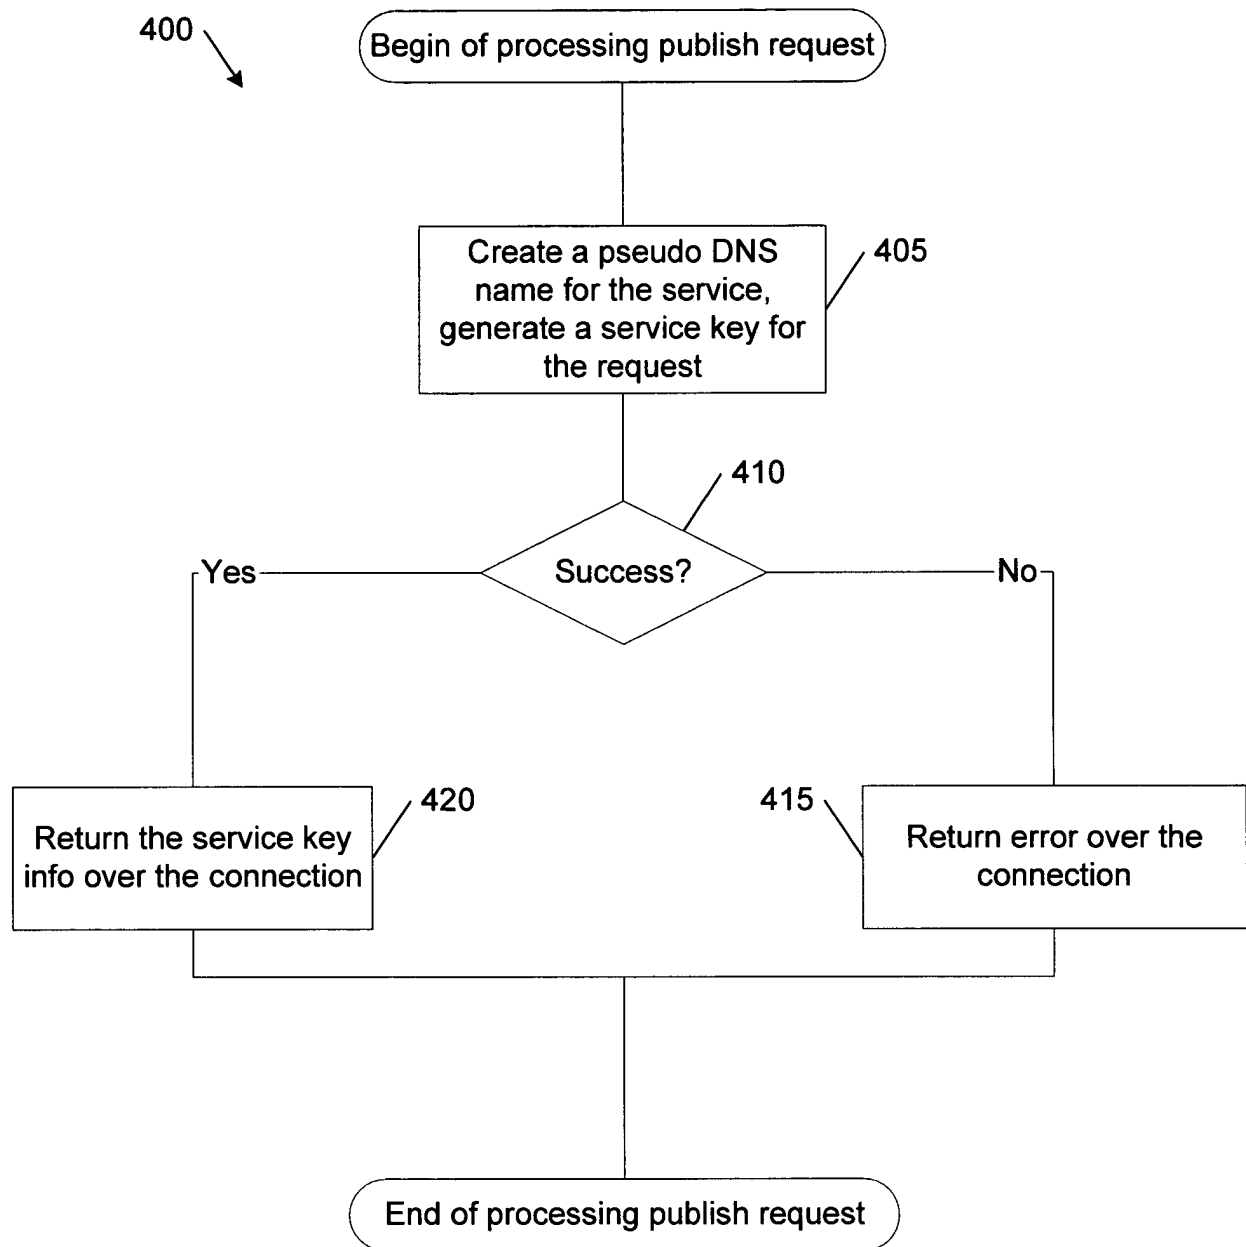 400
Begin of processing publish request
Create a pseudo DNS
name for the service,
generate a service key for
the request
405
410
Yes
Success?
No
420
415
Return the service key
info over the connection
Return error over the
connection
End of processing publish request